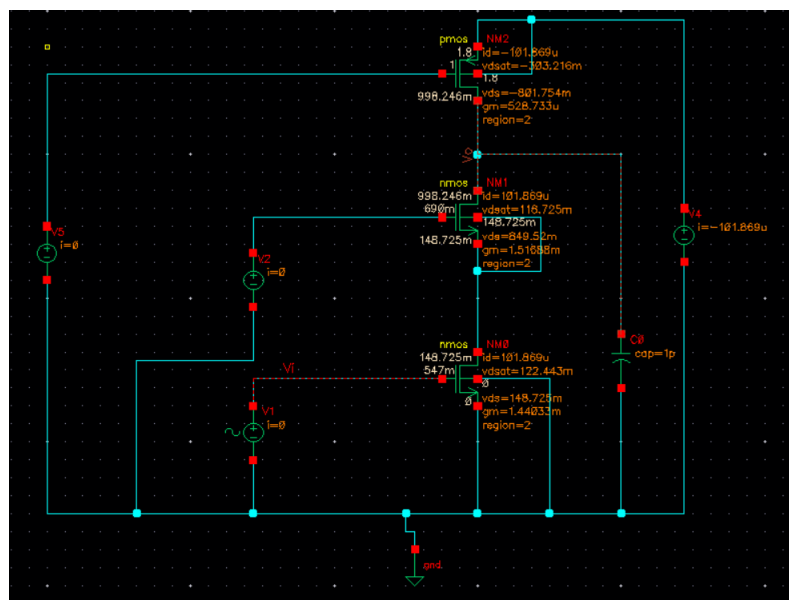 pmos NM2
1.8 id=-101.869u
vdsat=-303.216m
1 1.8
vds=-801.754m
998.246m gm=528.733u
region=2
Vo
nmos NM1
998.246m id=101.869u
690m vdsat=116.725m
148.725m
148.725m vds=849.52m
gm=1.51688m
region=2
V4
i=-101.869u
V5
i=0
V2
i=0
nmos NM0
148.725m id=101.869u
547m vdsat=122.443m
0
0 vds=148.725m
gm=1.44033m
region=2
Vi
V1
i=0
C0
cap=1p
gnd